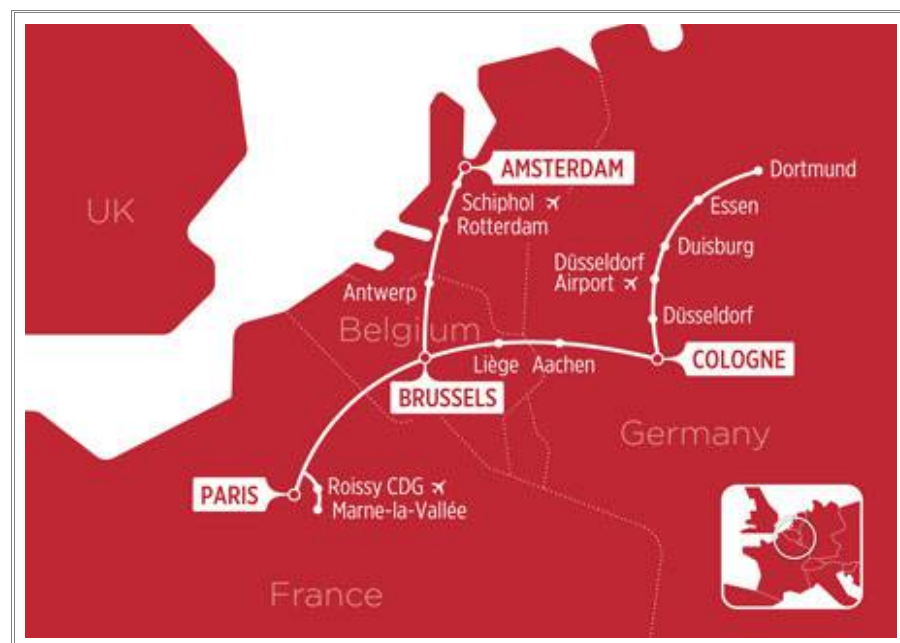 AMSTERDAM
Dortmund
Schiphol
Rotterdam
UK
Essen
Duisburg
Düsseldorf
Airport
Antwerp
Düsseldorf
Belgium
Liège
Aachen
COLOGNE
BRUSSELS
Germany
PARIS
Roissy CDG
Marne-la-Vallée
France